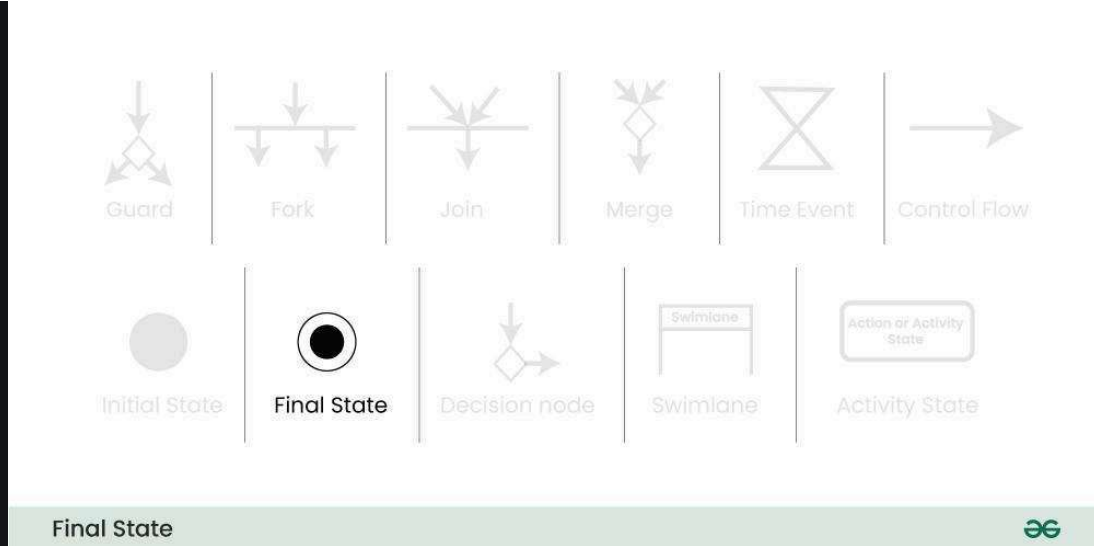 Guard
Fork
Join
Merge
Time Event
Control Flow
Swimlane
Action or Activity
State
Initial State
Final State
Decision node
Swimlane
Activity State
Final State